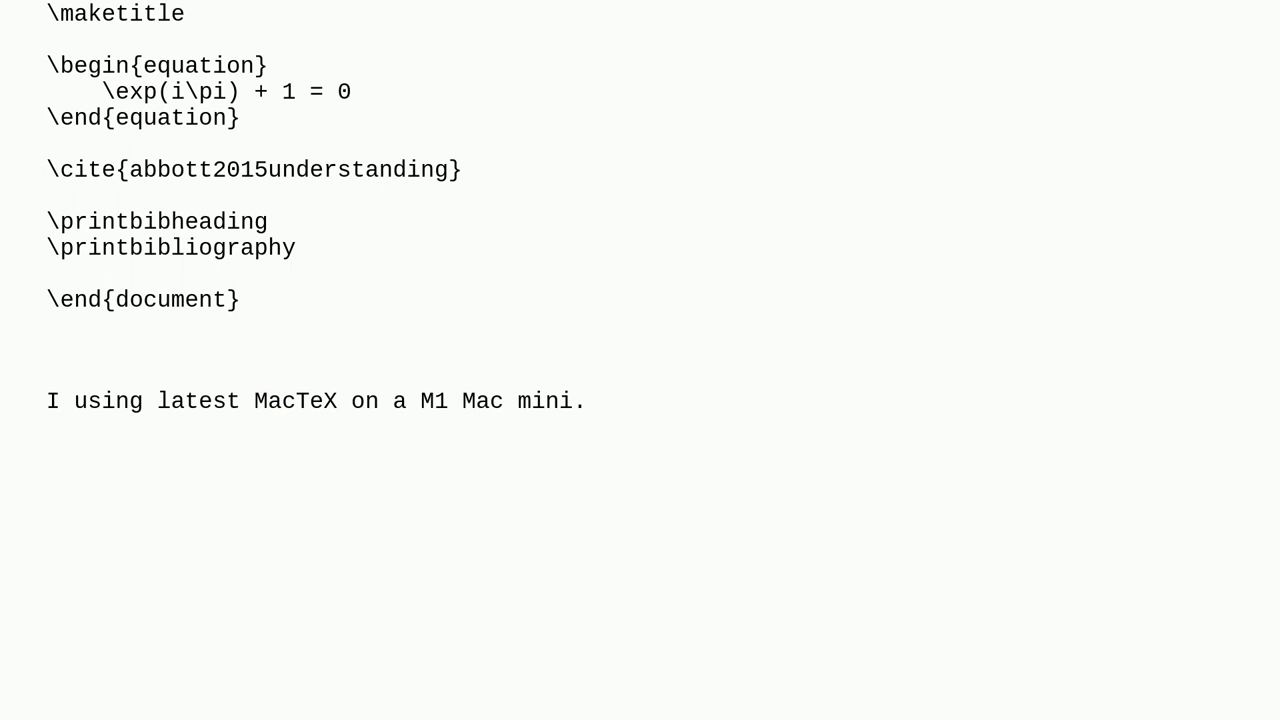 \maketitle
\begin{equation}
    \exp(i\pi) + 1 = 0
\end{equation}
\cite{abbott2015understanding}
\printbibheading
\printbibliography
\end{document}
I using latest MacTeX on a M1 Mac mini.